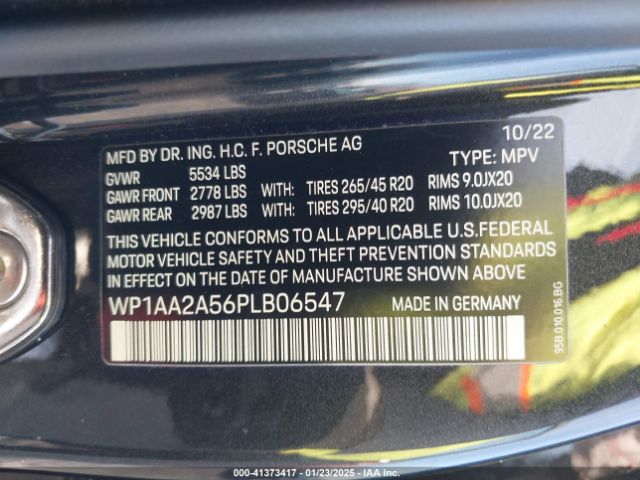 10/22
MFD BY DR. ING. H.C. F. PORSCHE AG
TYPE: MPV
GVWR 5534 LBS
GAWR FRONT 2778 LBS WITH: TIRES 265/45 R20 RIMS 9.0JX20
GAWR REAR 2987 LBS WITH: TIRES 295/40 R20 RIMS 10.0JX20
THIS VEHICLE CONFORMS TO ALL APPLICABLE U.S.FEDERAL
MOTOR VEHICLE SAFETY AND THEFT PREVENTION STANDARDS
IN EFFECT ON THE DATE OF MANUFACTURE SHOWN ABOVE
WP1AA2A56PLB06547 MADE IN GERMANY
95B.010.016.BG
000-41373417 - 01/23/2025 - IAA Inc.